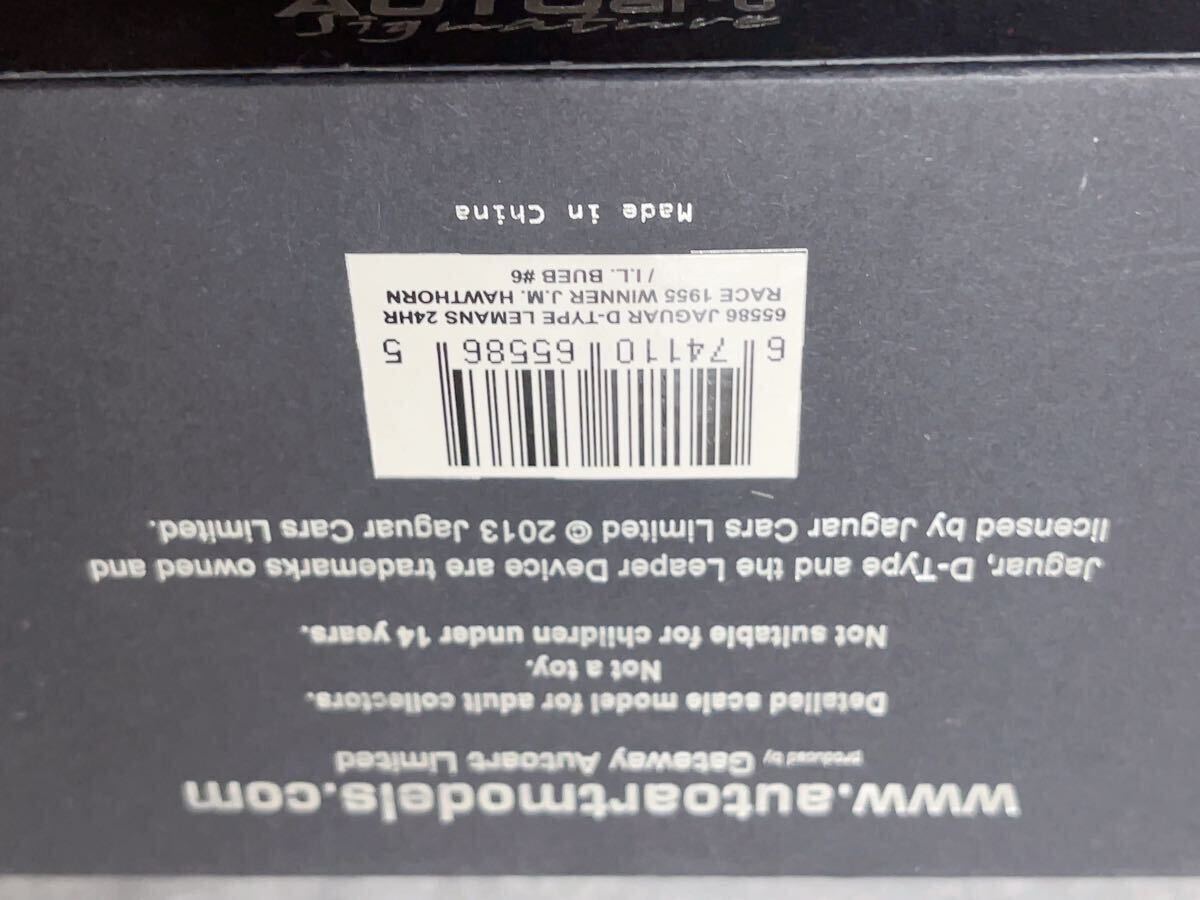 www.autoartmodels.com
produced by Gateway Autoart Limited
Detailed scale model for adult collectors.
Not a toy.
Not suitable for children under 14 years.
Jaguar, D-Type and the Leaper Device are trademarks owned and
licensed by Jaguar Cars Limited © 2013 Jaguar Cars Limited.
6 74110 65586 5
65586 JAGUAR D-TYPE LEMANS 24HR
RACE 1955 WINNER J.M. HAWTHORN
/ I.L. BUEB #6
Made in China
AUTOart
Signature